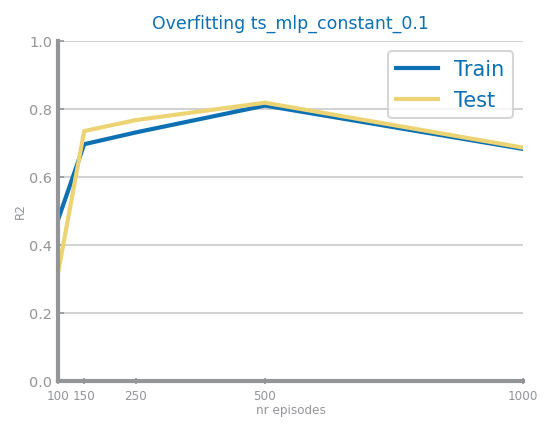 Overfitting ts_mlp_constant_0.1
1.0
Train
Test
0.8
0.6
R2
0.4
0.2
0.0
100 150 250 500 1000
nr episodes